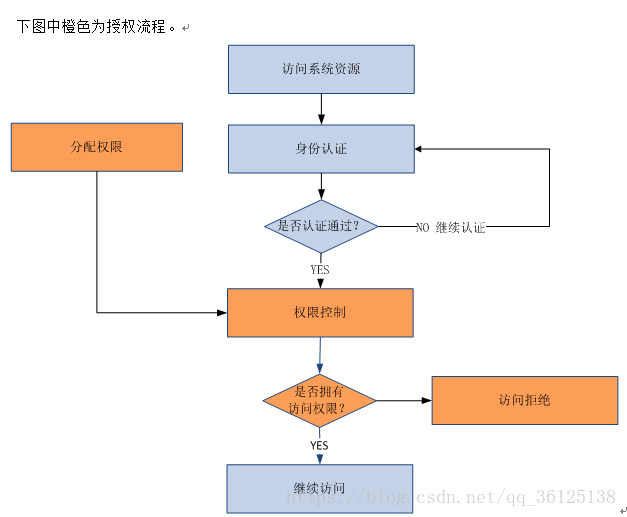 下图中橙色为授权流程。
访问系统资源
分配权限
身份认证
是否认证通过?
NO 继续认证
YES
权限控制
是否拥有
访问权限?
访问拒绝
YES
继续访问
https://blog.csdn.net/qq_36125138